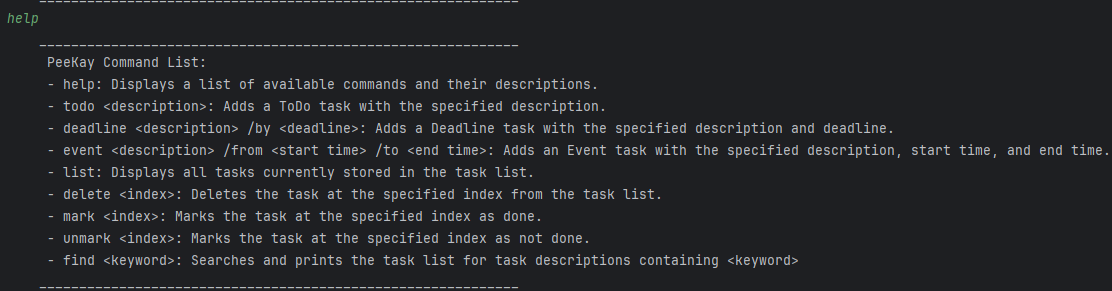 ____________________________________________________________
help
____________________________________________________________
PeeKay Command List:
- help: Displays a list of available commands and their descriptions.
- todo <description>: Adds a ToDo task with the specified description.
- deadline <description> /by <deadline>: Adds a Deadline task with the specified description and deadline.
- event <description> /from <start time> /to <end time>: Adds an Event task with the specified description, start time, and end time.
- list: Displays all tasks currently stored in the task list.
- delete <index>: Deletes the task at the specified index from the task list.
- mark <index>: Marks the task at the specified index as done.
- unmark <index>: Marks the task at the specified index as not done.
- find <keyword>: Searches and prints the task list for task descriptions containing <keyword>
____________________________________________________________